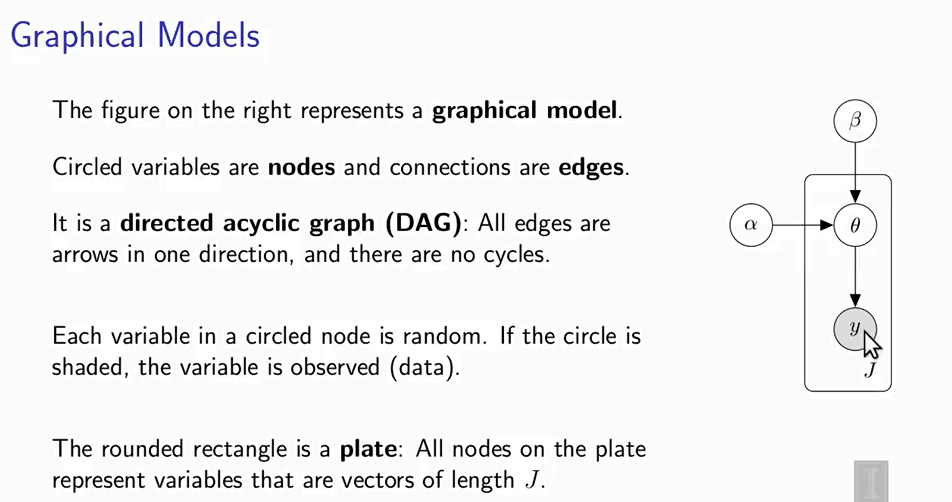 Graphical Models
The figure on the right represents a graphical model.
Circled variables are nodes and connections are edges.
It is a directed acyclic graph (DAG): All edges are
arrows in one direction, and there are no cycles.
Each variable in a circled node is random. If the circle is
shaded, the variable is observed (data).
The rounded rectangle is a plate: All nodes on the plate
represent variables that are vectors of length J.
β
α
θ
y
J
I